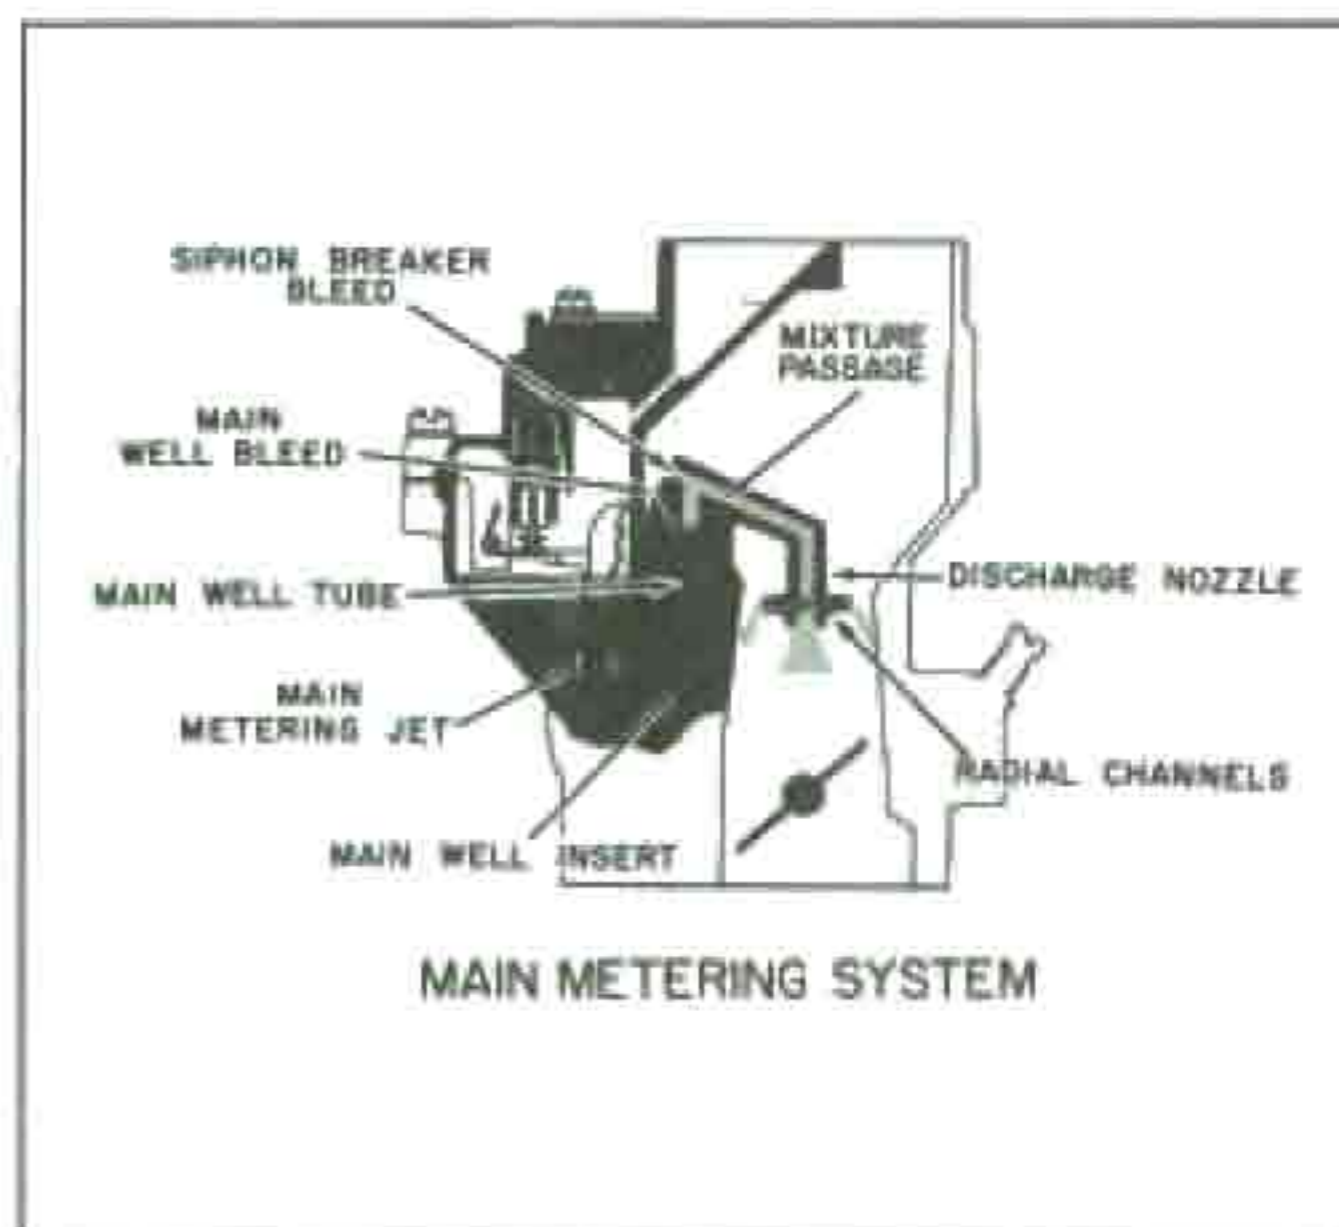 SIPHON BREAKER
BLEED
MIXTURE
PASSAGE
MAIN
WELL BLEED
MAIN WELL TUBE
DISCHARGE NOZZLE
MAIN
METERING JET
RADIAL CHANNELS
MAIN WELL INSERT
MAIN METERING SYSTEM